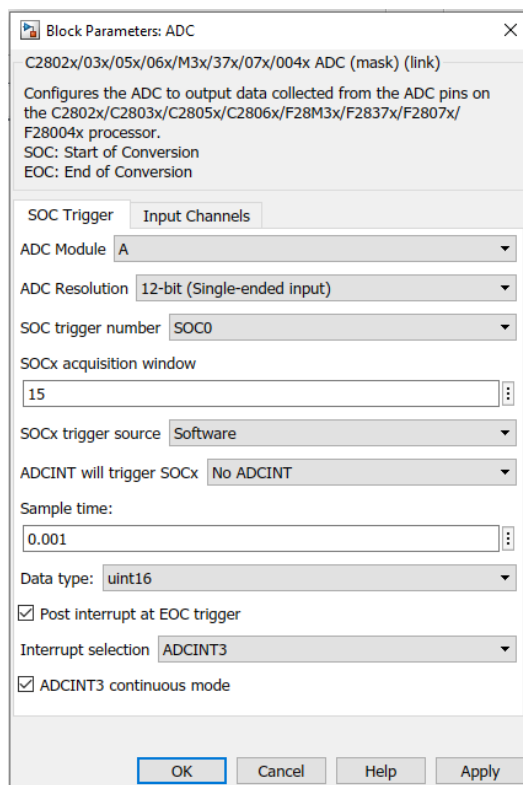 Block Parameters: ADC
C2802x/03x/05x/06x/M3x/37x/07x/004x ADC (mask) (link)
Configures the ADC to output data collected from the ADC pins on
the C2802x/C2803x/C2805x/C2806x/F28M3x/F2837x/F2807x/
F28004x processor.
SOC: Start of Conversion
EOC: End of Conversion
SOC Trigger Input Channels
ADC Module A
ADC Resolution 12-bit (Single-ended input)
SOC trigger number SOC0
SOCx acquisition window
15
SOCx trigger source Software
ADCINT will trigger SOCx No ADCINT
Sample time:
0.001
Data type: uint16
Post interrupt at EOC trigger
Interrupt selection ADCINT3
ADCINT3 continuous mode
OK Cancel Help Apply